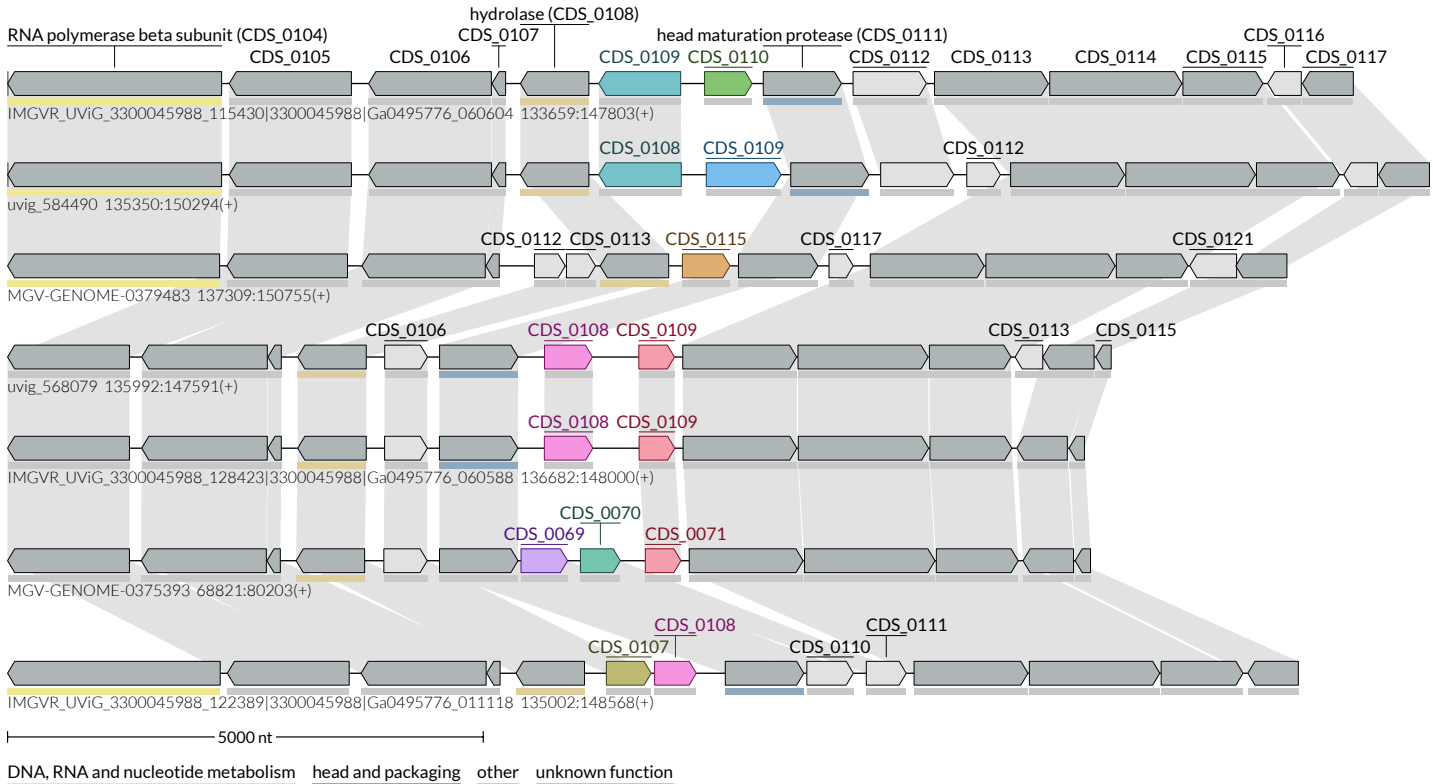 hydrolase (CDS_0108)
RNA polymerase beta subunit (CDS_0104) CDS_0107 head maturation protease (CDS_0111) CDS_0116
CDS_0105 CDS_0106 CDS_0109 CDS_0110 CDS_0112 CDS_0113 CDS_0114 CDS_0115 CDS_0117
IMGVR_UViG_3300045988_115430|3300045988|Ga0495776_060604 133659:147803(+)
CDS_0108 CDS_0109 CDS_0112
uvig_584490 135350:150294(+)
CDS_0112 CDS_0113 CDS_0115 CDS_0117 CDS_0121
MGV-GENOME-0379483 137309:150755(+)
CDS_0106 CDS_0108 CDS_0109 CDS_0113 CDS_0115
uvig_568079 135992:147591(+)
CDS_0108 CDS_0109
IMGVR_UViG_3300045988_128423|3300045988|Ga0495776_060588 136682:148000(+)
CDS_0070
CDS_0069 CDS_0071
MGV-GENOME-0375393 68821:80203(+)
CDS_0108 CDS_0111
CDS_0107 CDS_0110
IMGVR_UViG_3300045988_122389|3300045988|Ga0495776_011118 135002:148568(+)
5000 nt
DNA, RNA and nucleotide metabolism head and packaging other unknown function